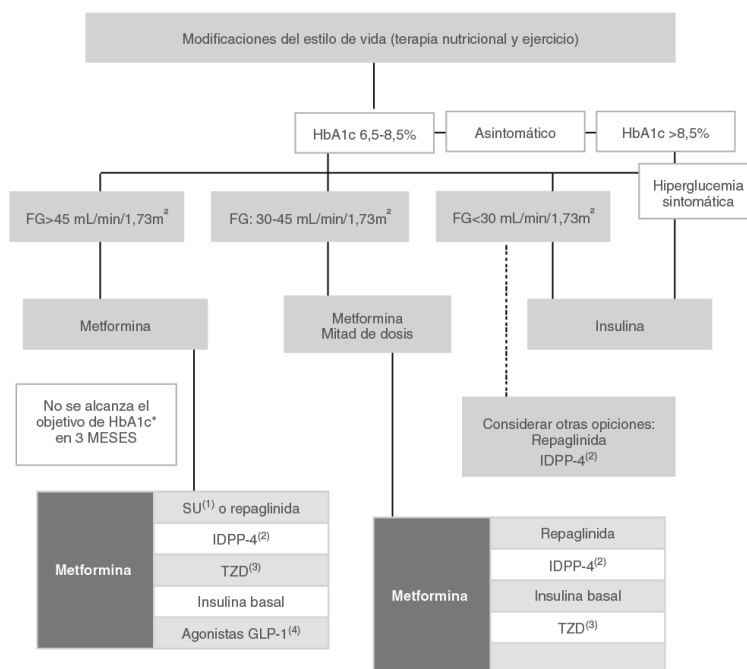 Modificaciones del estilo de vida (terapia nutricional y ejercicio)
HbA1c 6,5-8,5%
Asintomático
HbA1c >8,5%
Hiperglucemia
sintomática
FG>45 mL/min/1,73m²
FG: 30-45 mL/min/1,73m²
FG<30 mL/min/1,73m²
Metformina
Metformina
Mitad de dosis
Insulina
No se alcanza el
objetivo de HbA1c*
en 3 MESES
Considerar otras opiciones:
Repaglinida
IDPP-4(2)
Metformina
SU(1) o repaglinida
IDPP-4(2)
TZD(3)
Insulina basal
Agonistas GLP-1(4)
Metformina
Repaglinida
IDPP-4(2)
Insulina basal
TZD(3)